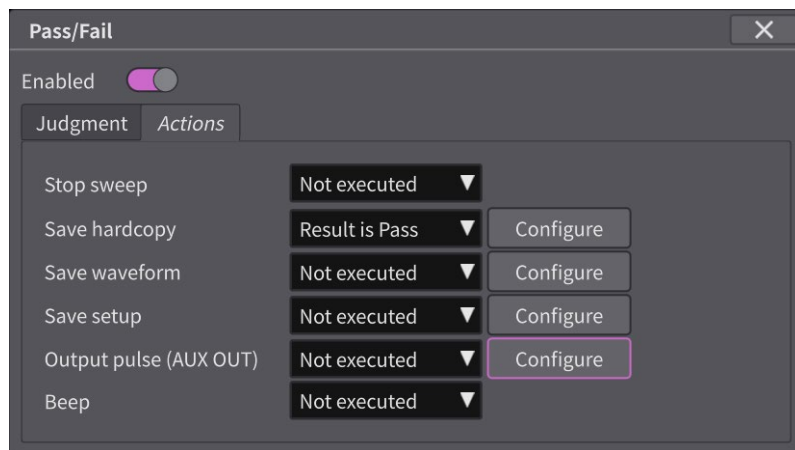 Pass/Fail
Enabled
Judgment Actions
Stop sweep Not executed
Save hardcopy Result is Pass Configure
Save waveform Not executed Configure
Save setup Not executed Configure
Output pulse (AUX OUT) Not executed Configure
Beep Not executed